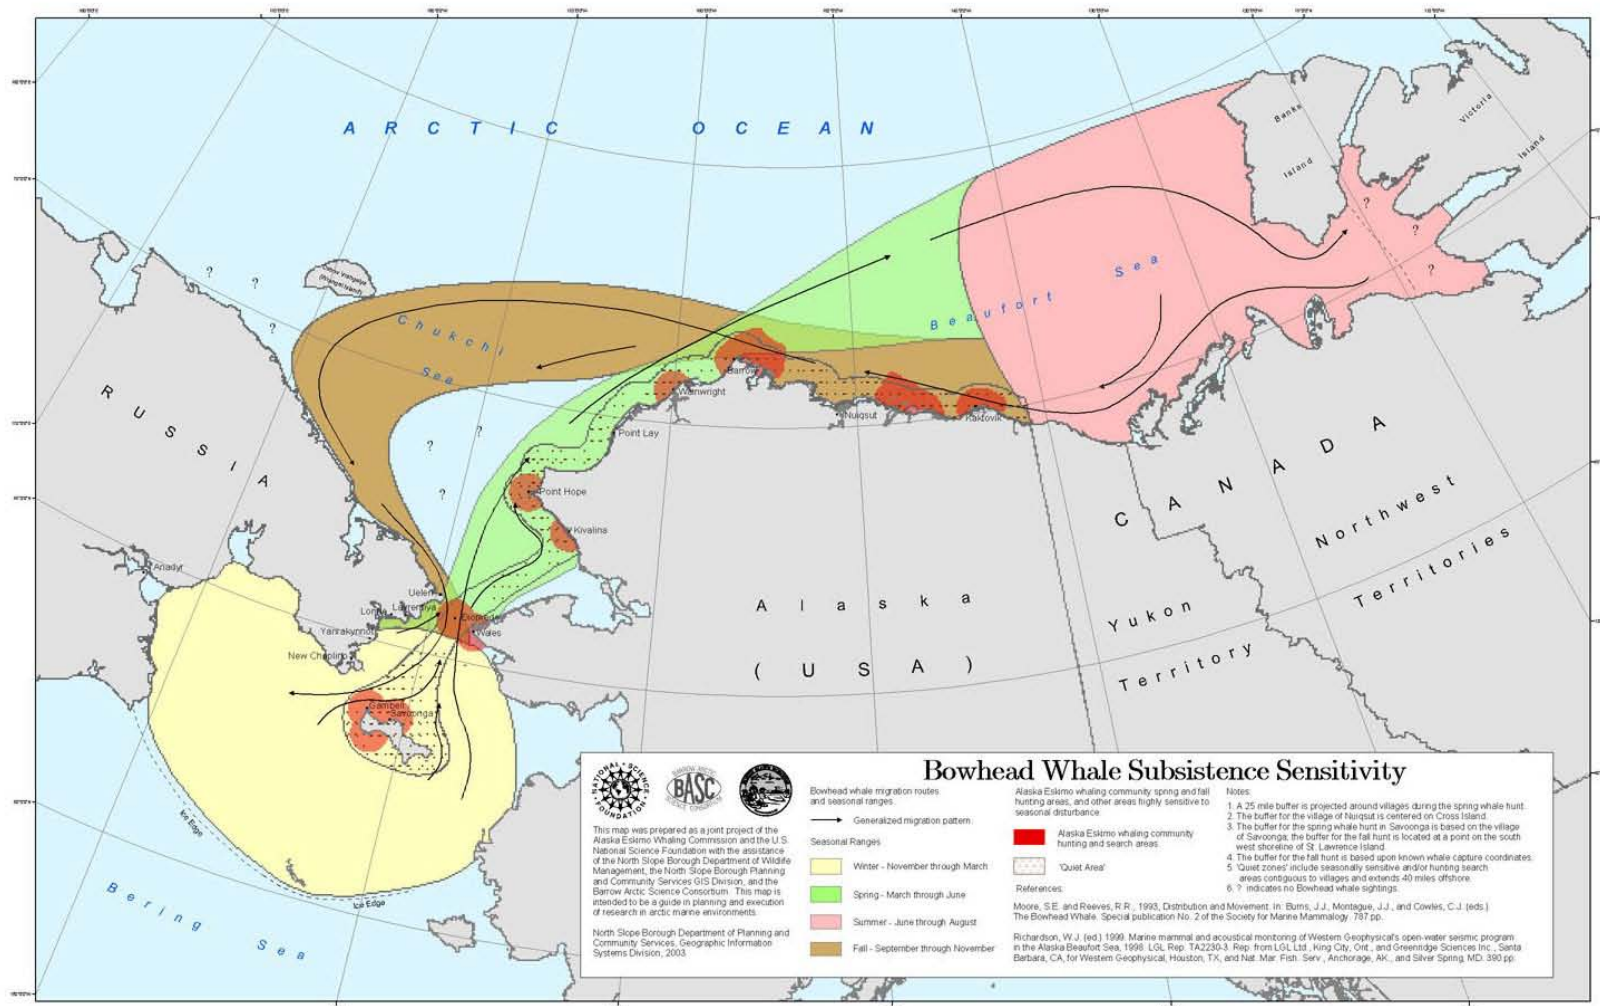 A R C T I C   O C E A N
Banks
Island
Victoria
Island
Ostrov Vrangelya
(Wrangel Island)
Chukchi
Sea
Beaufort Sea
R U S S I A
Barrow
Wainwright
Nuiqsut
Kaktovik
Point Lay
Point Hope
Kivalina
C A N A D A
Northwest
Territories
Yukon
Territory
A l a s k a
( U S A )
Anadyr
Uelen
Lavrentiya
Diomede
Yanrakynnot
Wales
New Chaplino
Gambell
Savoonga
Ice Edge
Ice Edge
Bering Sea
Bowhead Whale Subsistence Sensitivity
NATIONAL SCIENCE FOUNDATION
BARROW ARCTIC
BASC
SCIENCE CONSORTIUM
This map was prepared as a joint project of the
Alaska Eskimo Whaling Commission and the U.S.
National Science Foundation with the assistance
of the North Slope Borough Department of Wildlife
Management, the North Slope Borough Planning
and Community Services GIS Division, and the
Barrow Arctic Science Consortium. This map is
intended to be a guide in planning and execution
of research in arctic marine environments.
North Slope Borough Department of Planning and
Community Services, Geographic Information
Systems Division, 2003
Bowhead whale migration routes
and seasonal ranges.
Generalized migration pattern.
Seasonal Ranges
Winter - November through March
Spring - March through June
Summer - June through August
Fall - September through November
Alaska Eskimo whaling community spring and fall
hunting areas, and other areas highly sensitive to
seasonal disturbance
Alaska Eskimo whaling community
hunting and search areas.
'Quiet Area'
Notes:
1. A 25 mile buffer is projected around villages during the spring whale hunt.
2. The buffer for the village of Nuiqsut is centered on Cross Island.
3. The buffer for the spring whale hunt in Savoonga is based on the village
of Savoonga; the buffer for the fall hunt is located at a point on the south
west shoreline of St. Lawrence Island.
4. The buffer for the fall hunt is based upon known whale capture coordinates.
5. 'Quiet zones' include seasonally sensitive and/or hunting search
areas contiguous to villages and extends 40 miles offshore.
6. ? indicates no Bowhead whale sightings.
References:
Moore, S.E. and Reeves, R.R., 1993, Distribution and Movement. In: Burns, J.J., Montague, J.J., and Cowles, C.J. (eds.)
The Bowhead Whale. Special publication No. 2 of the Society for Marine Mammalogy. 787 pp.
Richardson, W.J. (ed.) 1999. Marine mammal and acoustical monitoring of Western Geophysical's open-water seismic program
in the Alaska Beaufort Sea, 1998. LGL Rep. TA2230-3. Rep. from LGL Ltd., King City, Ont., and Greenridge Sciences Inc., Santa
Barbara, CA, for Western Geophysical, Houston, TX, and Nat. Mar. Fish. Serv., Anchorage, AK, and Silver Spring, MD. 390 pp.